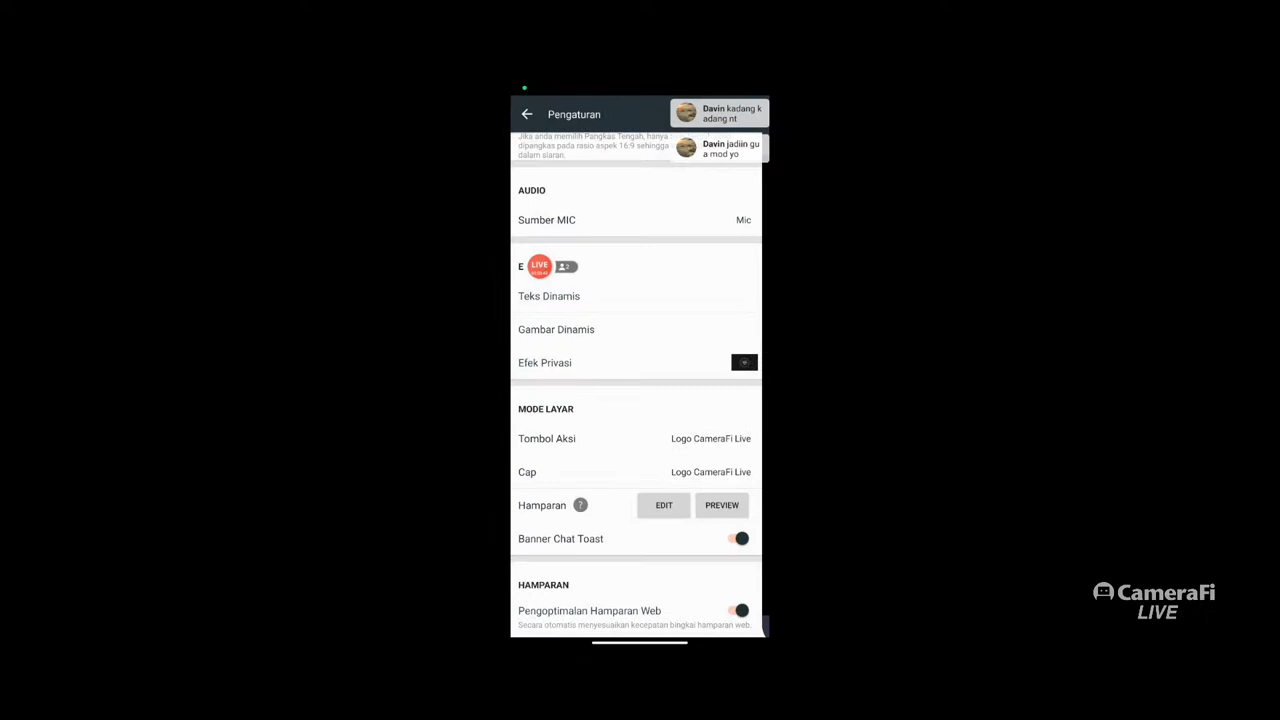 Pengaturan
Davin kadang k
adang nt
Jika anda memilih Pangkas Tengah, hanya
dipangkas pada rasio aspek 16:9 sehingga
dalam siaran.
Davin jadiin gu
a mod yo
AUDIO
Sumber MIC Mic
E LIVE 2
Teks Dinamis
Gambar Dinamis
Efek Privasi
MODE LAYAR
Tombol Aksi Logo CameraFi Live
Cap Logo CameraFi Live
Hamparan ? EDIT PREVIEW
Banner Chat Toast
HAMPARAN
Pengoptimalan Hamparan Web
Secara otomatis menyesuaikan kecepatan bingkai hamparan web.
CameraFi
LIVE